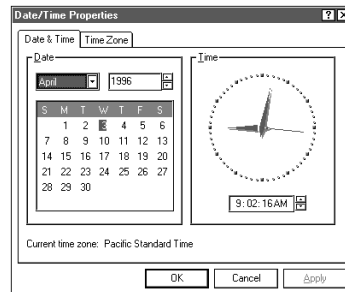 Date/Time Properties
Date & Time Time Zone
Date
April 1996
S M T W T F S
1 2 3 4 5 6
7 8 9 10 11 12 13
14 15 16 17 18 19 20
21 22 23 24 25 26 27
28 29 30
Time
9:02:16AM
Current time zone: Pacific Standard Time
OK Cancel Apply